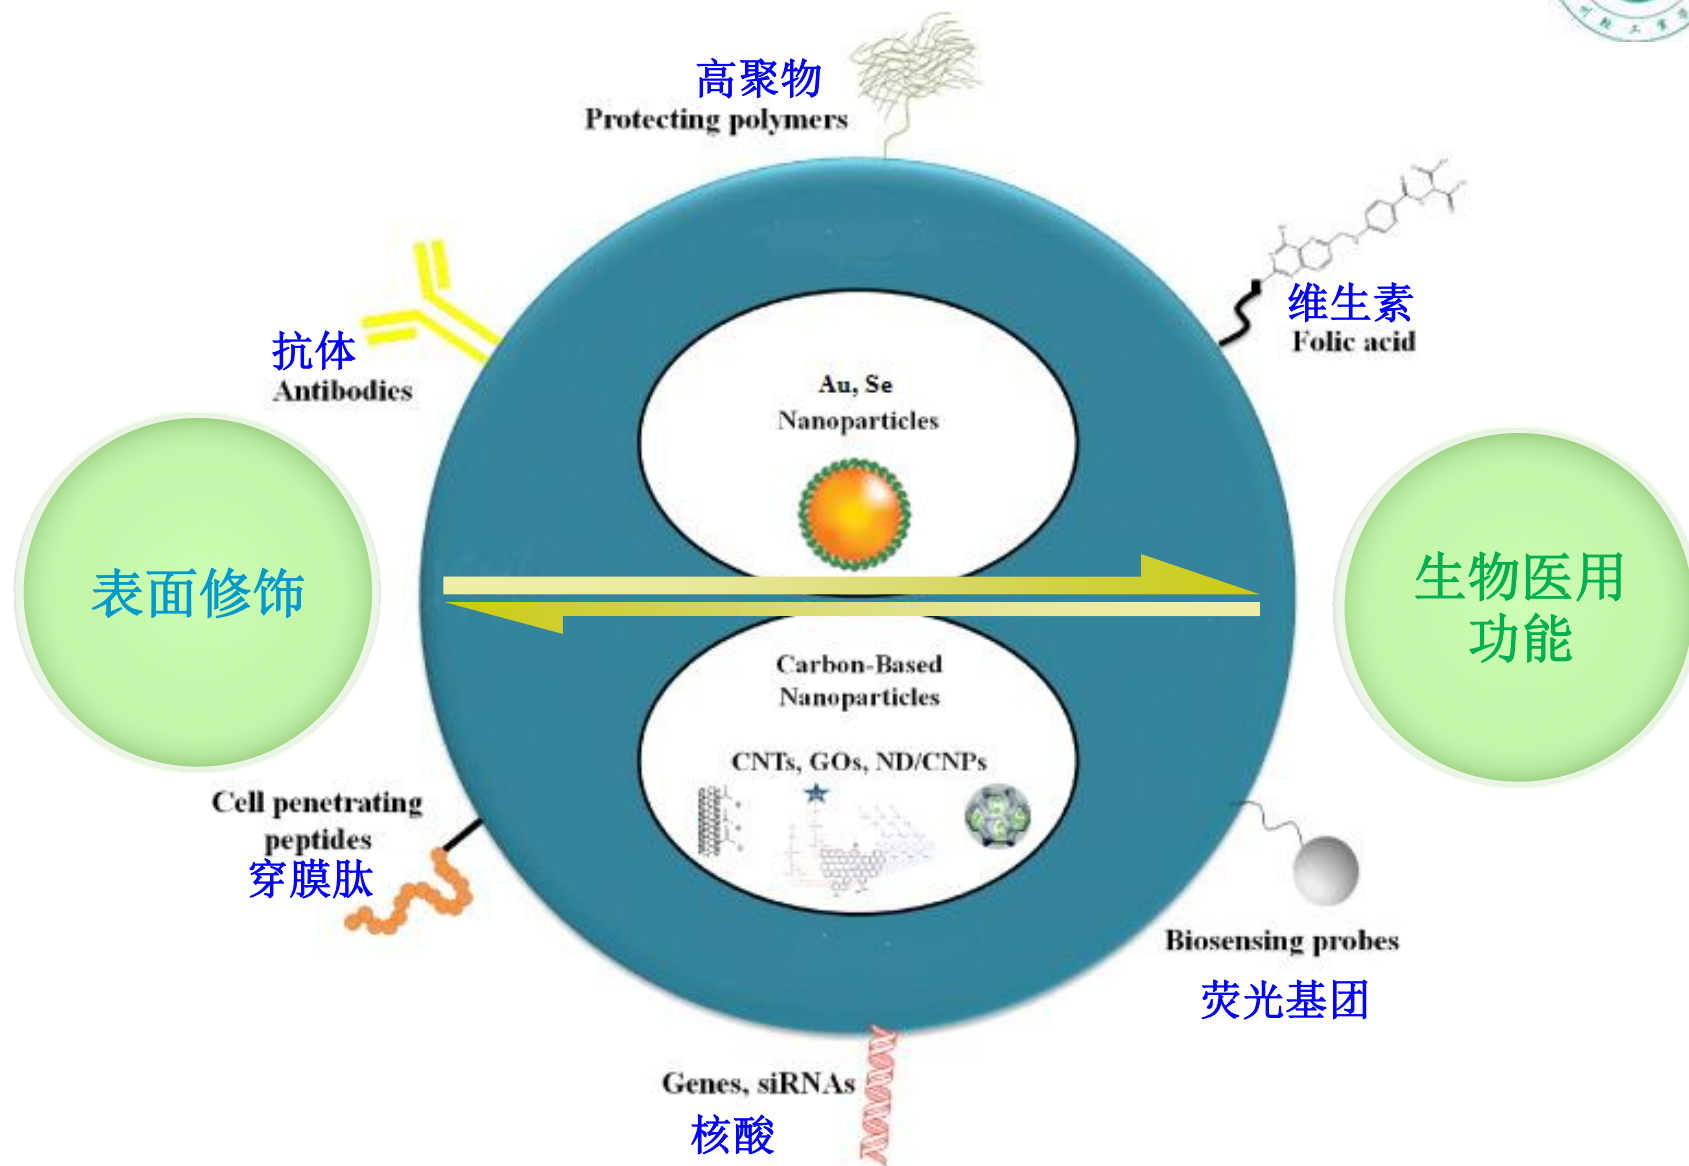 高聚物
Protecting polymers
维生素
Folic acid
抗体
Antibodies
Au, Se
Nanoparticles
表面修饰
生物医用
功能
Carbon-Based
Nanoparticles
CNTs, GOs, ND/CNPs
Cell penetrating
peptides
穿膜肽
Biosensing probes
荧光基团
Genes, siRNAs
核酸